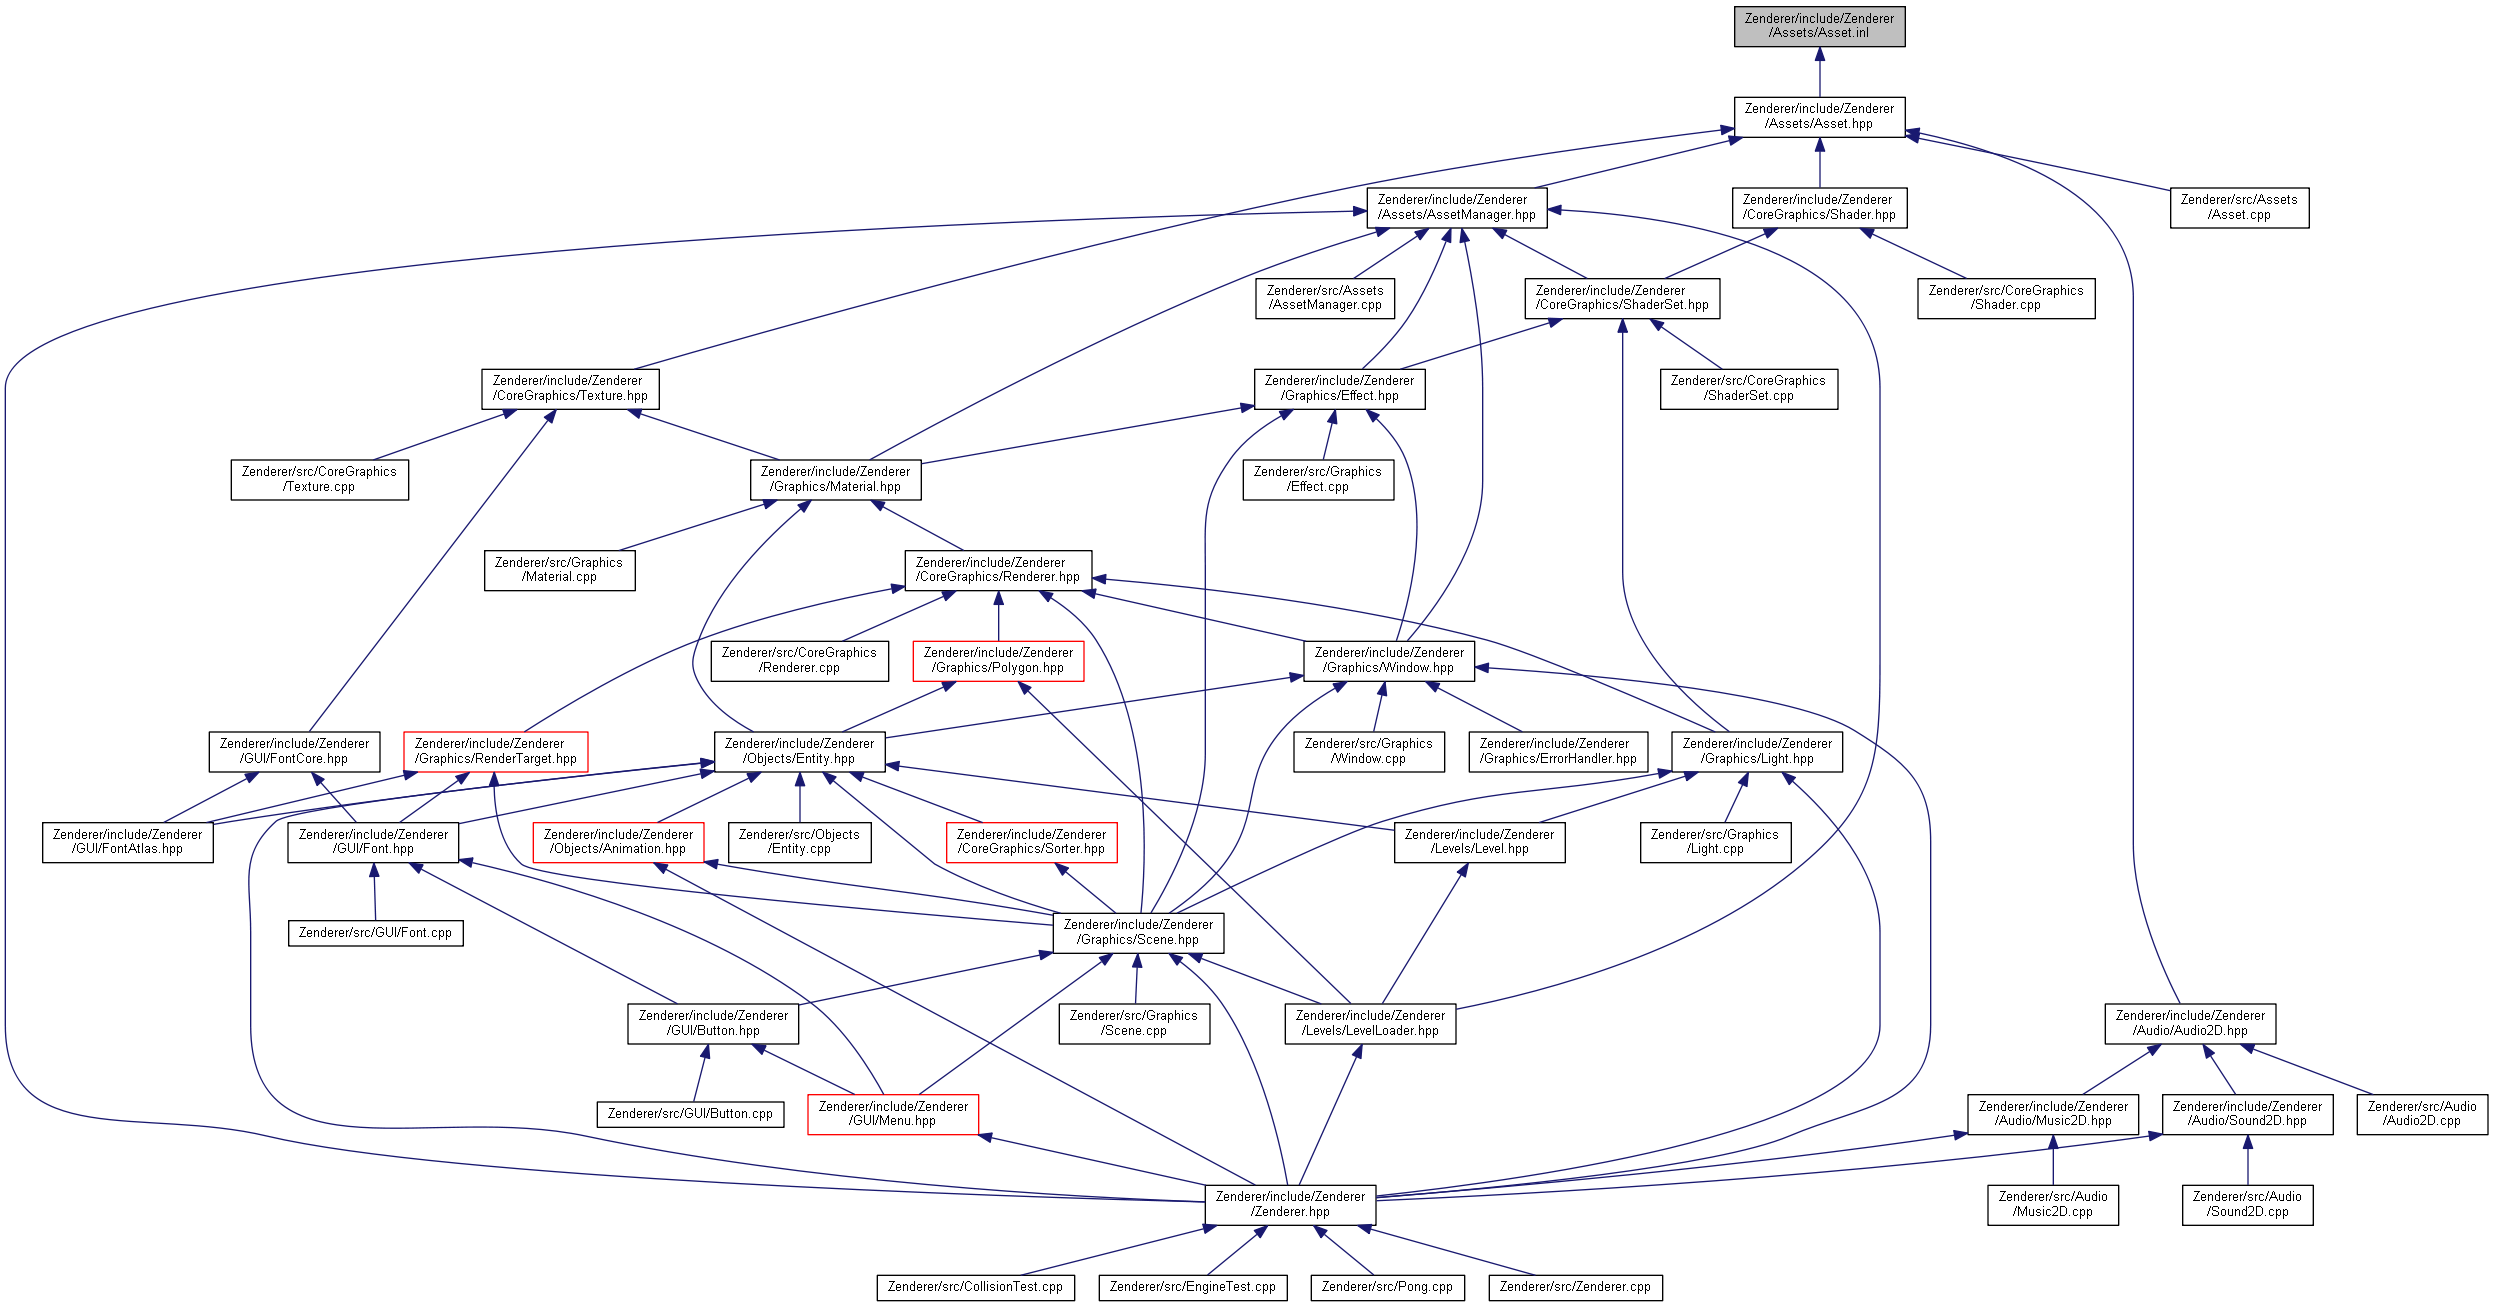 Zenderer/include/Zenderer
/Assets/Asset.inl
Zenderer/include/Zenderer
/Assets/Asset.hpp
Zenderer/include/Zenderer
/Assets/AssetManager.hpp
Zenderer/include/Zenderer
/CoreGraphics/Shader.hpp
Zenderer/src/Assets
/Asset.cpp
Zenderer/src/Assets
/AssetManager.cpp
Zenderer/include/Zenderer
/CoreGraphics/ShaderSet.hpp
Zenderer/src/CoreGraphics
/Shader.cpp
Zenderer/include/Zenderer
/CoreGraphics/Texture.hpp
Zenderer/include/Zenderer
/Graphics/Effect.hpp
Zenderer/src/CoreGraphics
/ShaderSet.cpp
Zenderer/src/CoreGraphics
/Texture.cpp
Zenderer/include/Zenderer
/Graphics/Material.hpp
Zenderer/src/Graphics
/Effect.cpp
Zenderer/src/Graphics
/Material.cpp
Zenderer/include/Zenderer
/CoreGraphics/Renderer.hpp
Zenderer/src/CoreGraphics
/Renderer.cpp
Zenderer/include/Zenderer
/Graphics/Polygon.hpp
Zenderer/include/Zenderer
/Graphics/Window.hpp
Zenderer/include/Zenderer
/GUI/FontCore.hpp
Zenderer/include/Zenderer
/Graphics/RenderTarget.hpp
Zenderer/include/Zenderer
/Objects/Entity.hpp
Zenderer/src/Graphics
/Window.cpp
Zenderer/include/Zenderer
/Graphics/ErrorHandler.hpp
Zenderer/include/Zenderer
/Graphics/Light.hpp
Zenderer/include/Zenderer
/GUI/FontAtlas.hpp
Zenderer/include/Zenderer
/GUI/Font.hpp
Zenderer/include/Zenderer
/Objects/Animation.hpp
Zenderer/src/Objects
/Entity.cpp
Zenderer/include/Zenderer
/CoreGraphics/Sorter.hpp
Zenderer/include/Zenderer
/Levels/Level.hpp
Zenderer/src/Graphics
/Light.cpp
Zenderer/src/GUI/Font.cpp
Zenderer/include/Zenderer
/Graphics/Scene.hpp
Zenderer/include/Zenderer
/GUI/Button.hpp
Zenderer/src/Graphics
/Scene.cpp
Zenderer/include/Zenderer
/Levels/LevelLoader.hpp
Zenderer/include/Zenderer
/Audio/Audio2D.hpp
Zenderer/src/GUI/Button.cpp
Zenderer/include/Zenderer
/GUI/Menu.hpp
Zenderer/include/Zenderer
/Audio/Music2D.hpp
Zenderer/include/Zenderer
/Audio/Sound2D.hpp
Zenderer/src/Audio
/Audio2D.cpp
Zenderer/include/Zenderer
/Zenderer.hpp
Zenderer/src/Audio
/Music2D.cpp
Zenderer/src/Audio
/Sound2D.cpp
Zenderer/src/CollisionTest.cpp
Zenderer/src/EngineTest.cpp
Zenderer/src/Pong.cpp
Zenderer/src/Zenderer.cpp